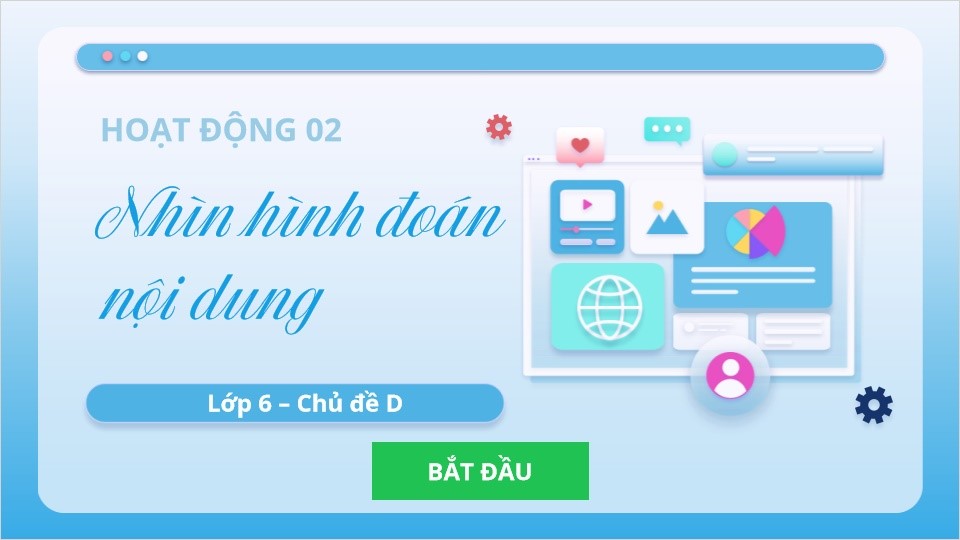 HOẠT ĐỘNG 02
Nhìn hình đoán
nội dung
Lớp 6 – Chủ đề D
BẮT ĐẦU